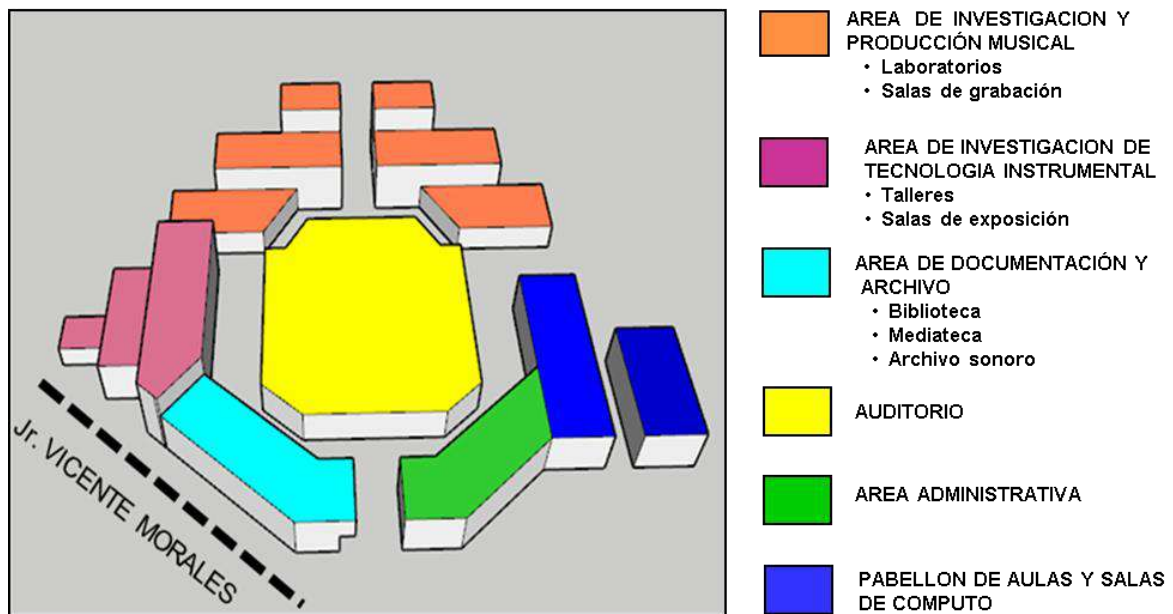 AREA DE INVESTIGACION Y
PRODUCCIÓN MUSICAL
• Laboratorios
• Salas de grabación
AREA DE INVESTIGACION DE
TECNOLOGIA INSTRUMENTAL
• Talleres
• Salas de exposición
AREA DE DOCUMENTACIÓN Y
ARCHIVO
• Biblioteca
• Mediateca
• Archivo sonoro
AUDITORIO
AREA ADMINISTRATIVA
PABELLON DE AULAS Y SALAS
DE COMPUTO
Jr. VICENTE MORALES